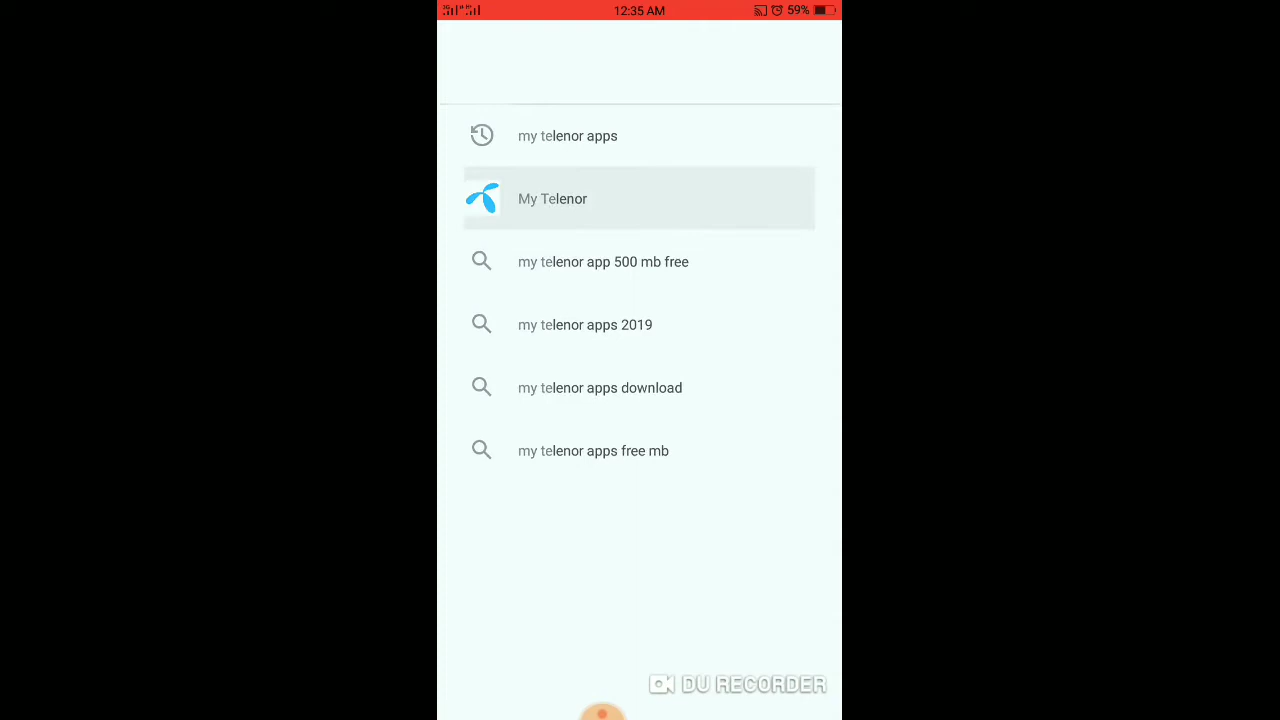 12:35 AM
59%
my telenor apps
My Telenor
my telenor app 500 mb free
my telenor apps 2019
my telenor apps download
my telenor apps free mb
DU RECORDER